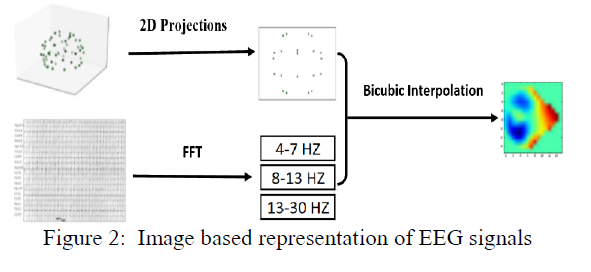 2D Projections
Bicubic Interpolation
FFT
4-7 HZ
8-13 HZ
13-30 HZ
Figure 2: Image based representation of EEG signals